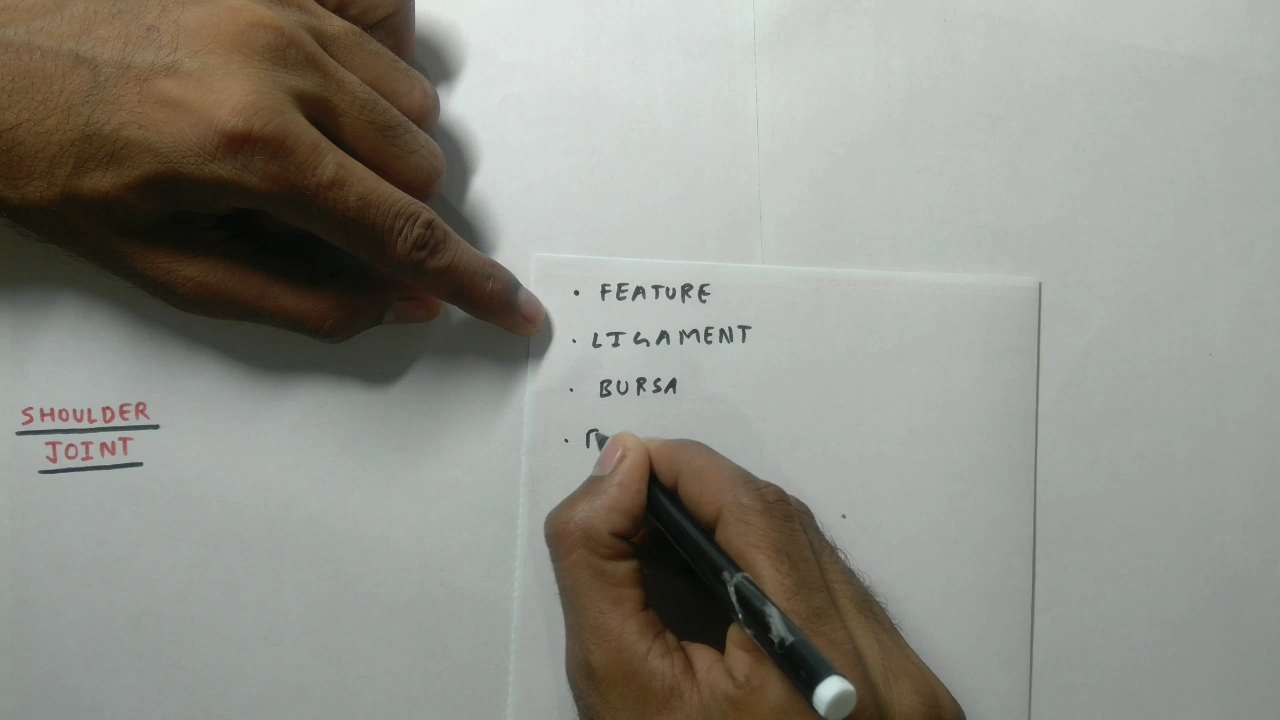 SHOULDER
JOINT
• FEATURE
• LIGAMENT
• BURSA
•